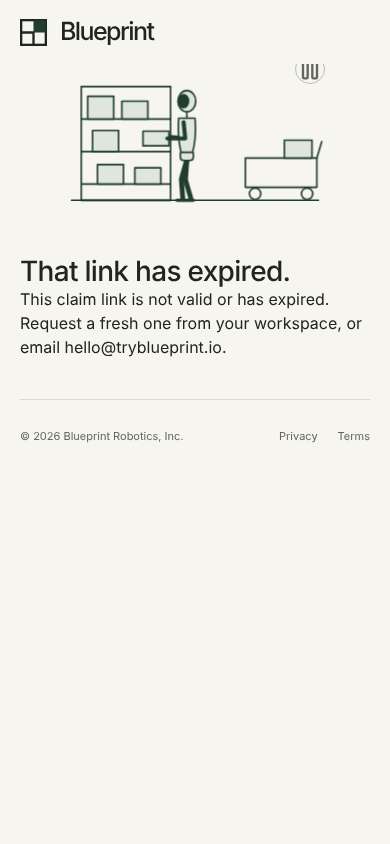 Blueprint
That link has expired.
This claim link is not valid or has expired.
Request a fresh one from your workspace, or
email hello@tryblueprint.io.
© 2026 Blueprint Robotics, Inc.
Privacy
Terms